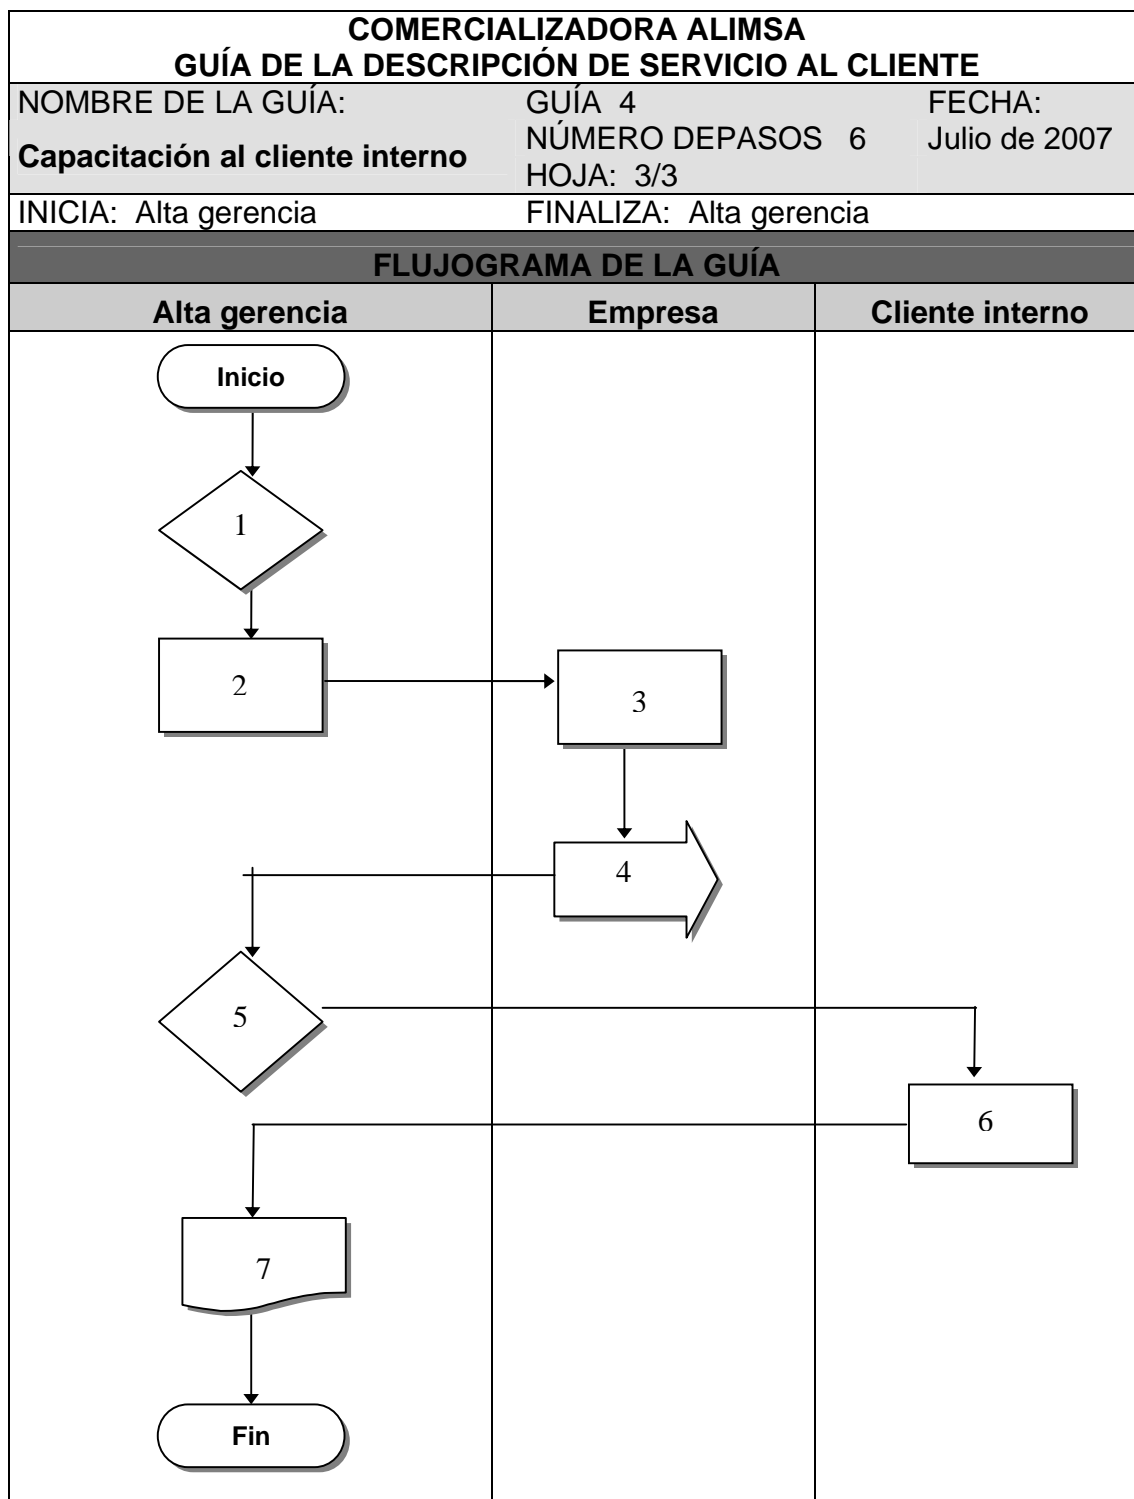 COMERCIALIZADORA ALIMSA
GUÍA DE LA DESCRIPCIÓN DE SERVICIO AL CLIENTE
NOMBRE DE LA GUÍA:
Capacitación al cliente interno
GUÍA 4
NÚMERO DEPASOS 6
HOJA: 3/3
FECHA:
Julio de 2007
INICIA: Alta gerencia
FINALIZA: Alta gerencia
FLUJOGRAMA DE LA GUÍA
Alta gerencia
Empresa
Cliente interno
Inicio
1
2
3
4
5
6
7
Fin